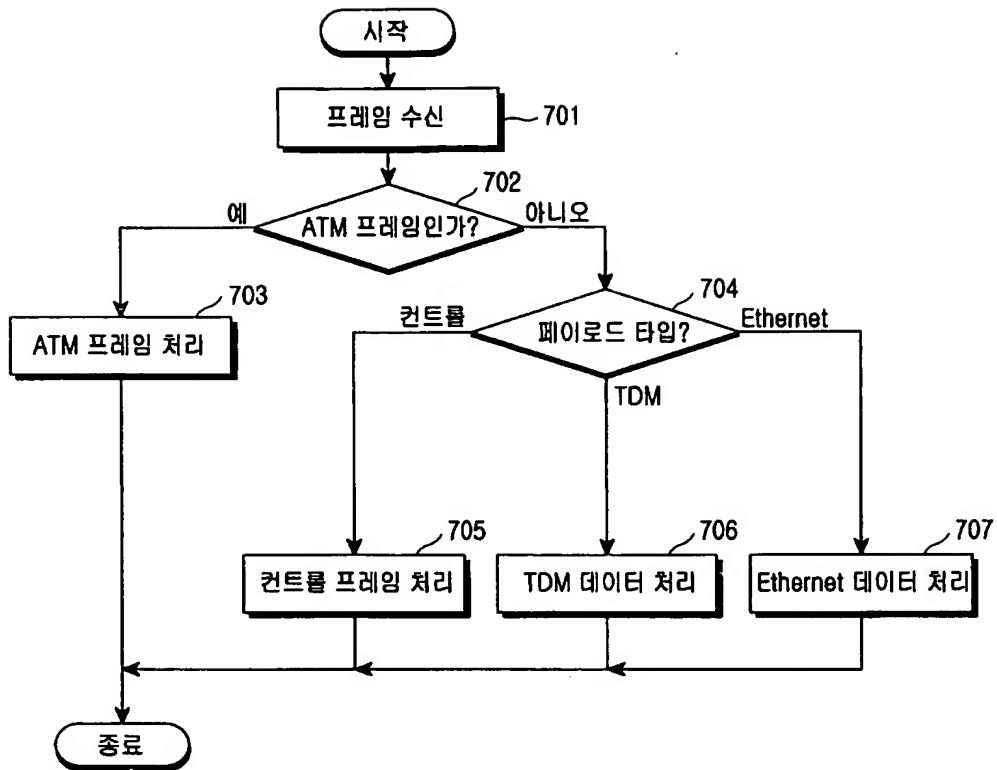 시작
프레임 수신
701
702
예
ATM 프레임인가?
아니오
703
ATM 프레임 처리
704
컨트롤
페이로드 타입?
Ethernet
TDM
705
컨트롤 프레임 처리
706
TDM 데이터 처리
707
Ethernet 데이터 처리
종료